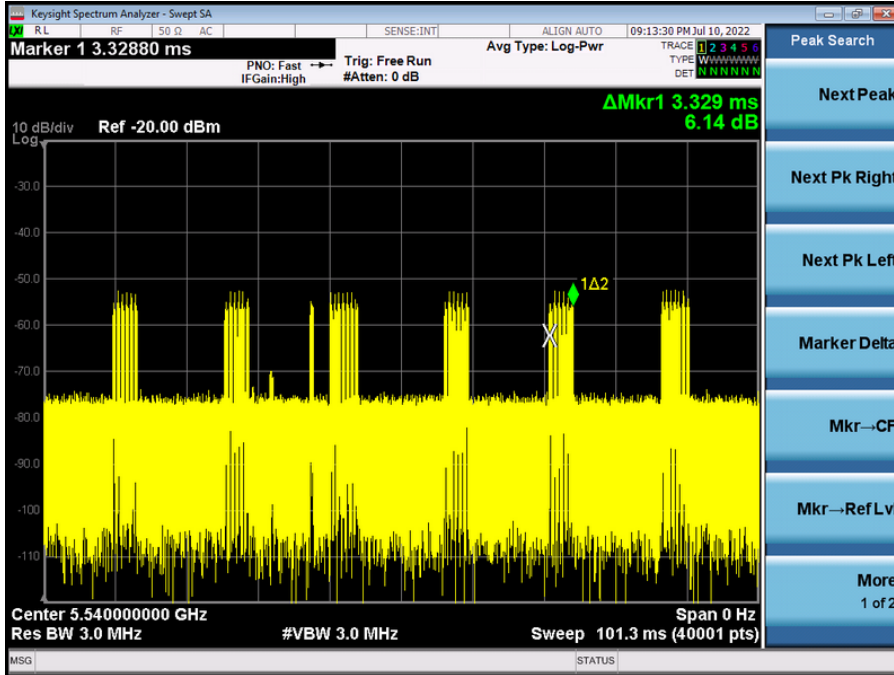 Keysight Spectrum Analyzer - Swept SA
LXI RL RF 50 Ω AC SENSE:INT ALIGN AUTO 09:13:30 PM Jul 10, 2022
Marker 1 3.32880 ms
PNO: Fast
IFGain:High
Trig: Free Run
#Atten: 0 dB
Avg Type: Log-Pwr
TRACE 1 2 3 4 5 6
TYPE WWWWWW
DET N N N N N N
Peak Search
Next Peak
Next Pk Right
Next Pk Left
Marker Delta
Mkr→CF
Mkr→Ref Lvl
More
1 of 2
ΔMkr1 3.329 ms
6.14 dB
10 dB/div Ref -20.00 dBm
Log
-30.0
-40.0
-50.0
1Δ2
-60.0
X
-70.0
-80.0
-90.0
-100
-110
Center 5.540000000 GHz Span 0 Hz
Res BW 3.0 MHz #VBW 3.0 MHz Sweep 101.3 ms (40001 pts)
MSG STATUS